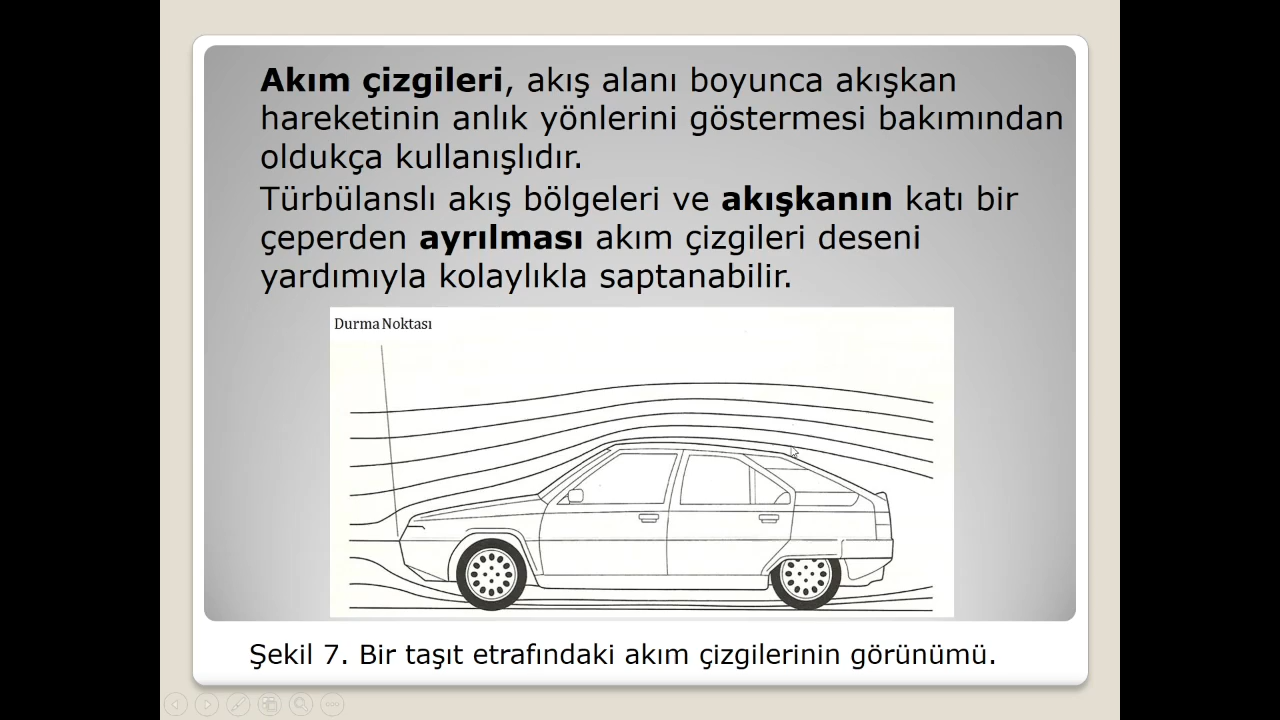 Akım çizgileri, akış alanı boyunca akışkan
hareketinin anlık yönlerini göstermesi bakımından
oldukça kullanışlıdır.
Türbülanslı akış bölgeleri ve akışkanın katı bir
çeperden ayrılması akım çizgileri deseni
yardımıyla kolaylıkla saptanabilir.
Durma Noktası
Şekil 7. Bir taşıt etrafındaki akım çizgilerinin görünümü.